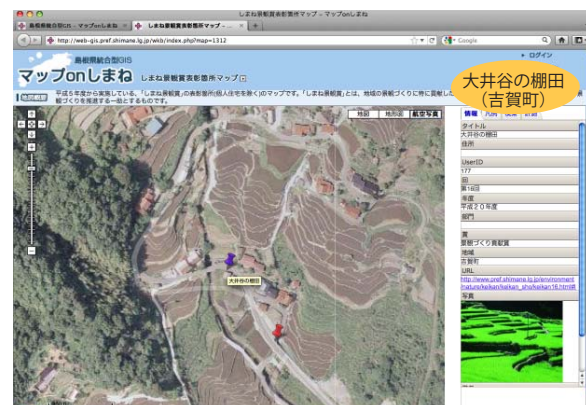 しまね景観賞表彰箇所マップ - マップonしまね
島根県統合型GIS - マップonしまね
しまね景観賞表彰箇所マップ - ...
http://web-gis.pref.shimane.lg.jp/wkb/index.php?map=1312
Google
島根県統合型GIS
ログイン
マップonしまね
しまね景観賞表彰箇所マップ
大井谷の棚田
(吉賀町)
地図概要
平成5年度から実施している、「しまね景観賞」の表彰箇所(個人住宅を除く)のマップです。「しまね景観賞」とは、地域の景観づくりに特に貢献し
観づくりを推進する一助とするものです。
地図
地形図
航空写真
情報
タイトル
大井谷の棚田
住所
UserID
177
回
第16回
年度
平成20年度
部門
賞
景観づくり貢献賞
地域
吉賀町
URL
http://www.pref.shimane.lg.jp/environment
写真
大井谷の棚田